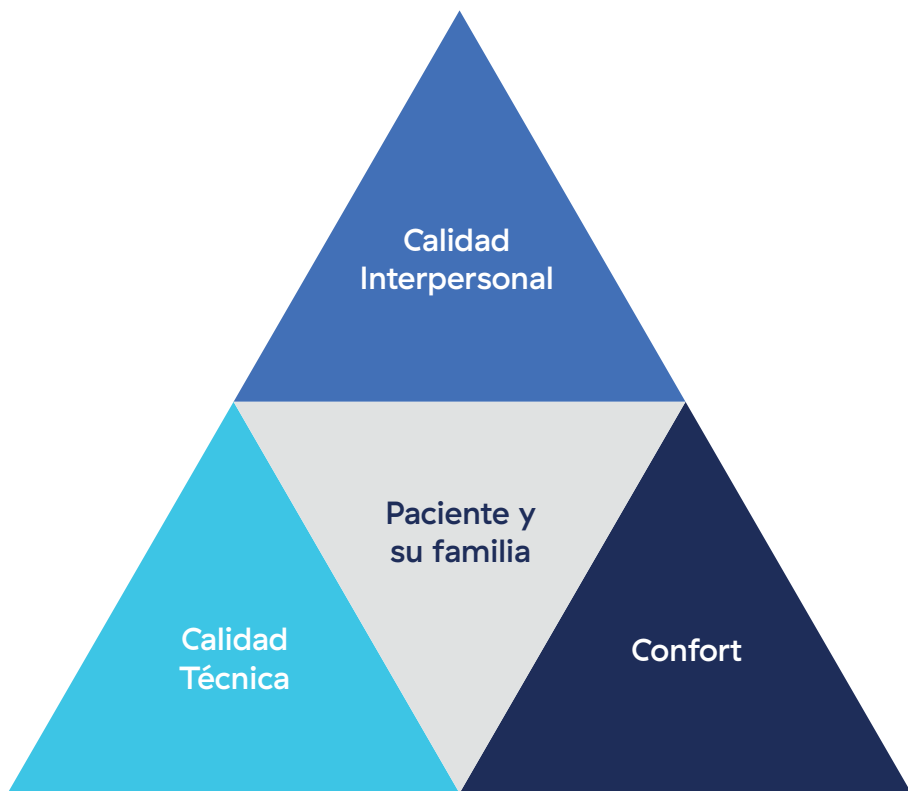 Calidad
Interpersonal
Paciente y
su familia
Calidad
Técnica
Confort